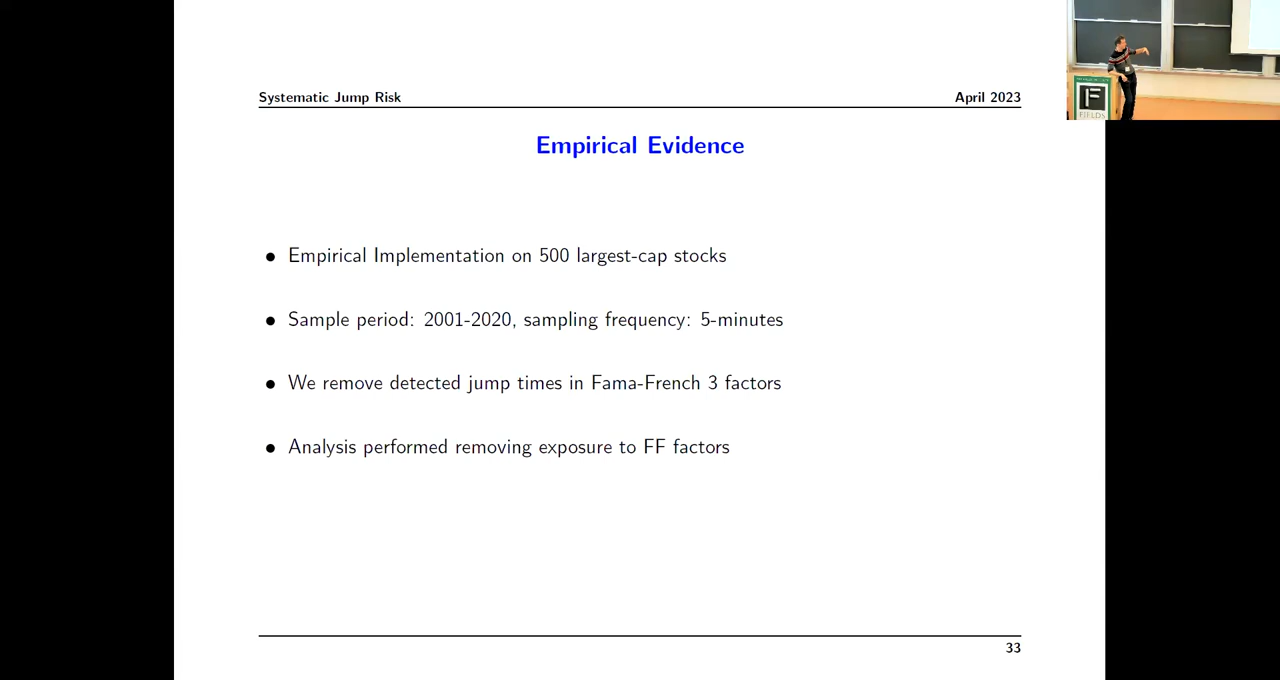 Systematic Jump Risk April 2023
Empirical Evidence
• Empirical Implementation on 500 largest-cap stocks
• Sample period: 2001-2020, sampling frequency: 5-minutes
• We remove detected jump times in Fama-French 3 factors
• Analysis performed removing exposure to FF factors
33
F
FIELDS